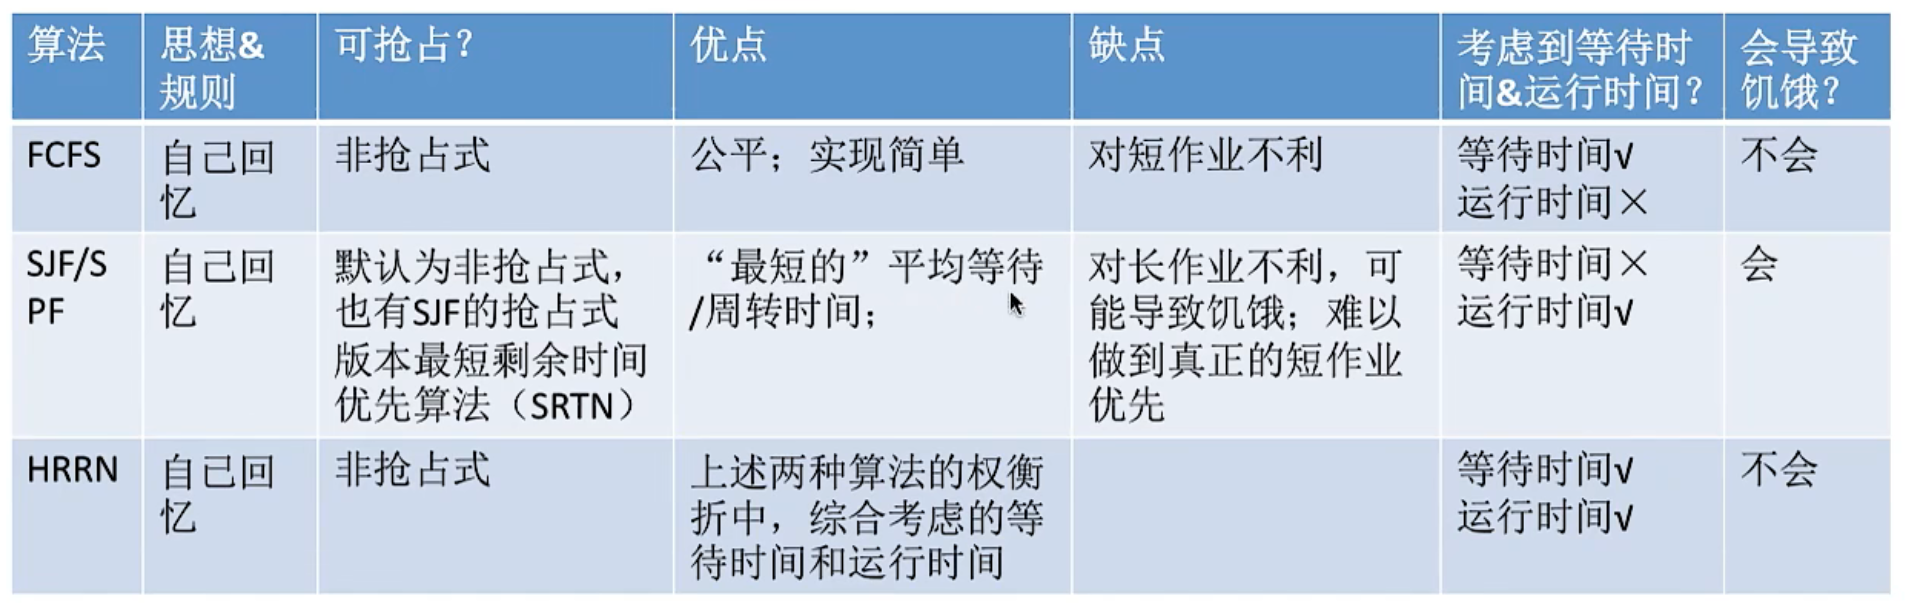 算法
思想&
规则
可抢占？
优点
缺点
考虑到等待时
间&运行时间？
会导致
饥饿？
FCFS
自己回
忆
非抢占式
公平；实现简单
对短作业不利
等待时间√
运行时间×
不会
SJF/S
PF
自己回
忆
默认为非抢占式，
也有SJF的抢占式
版本最短剩余时间
优先算法（SRTN）
“最短的”平均等待
/周转时间；
对长作业不利，可
能导致饥饿；难以
做到真正的短作业
优先
等待时间×
运行时间√
会
HRRN
自己回
忆
非抢占式
上述两种算法的权衡
折中，综合考虑的等
待时间和运行时间
等待时间√
运行时间√
不会